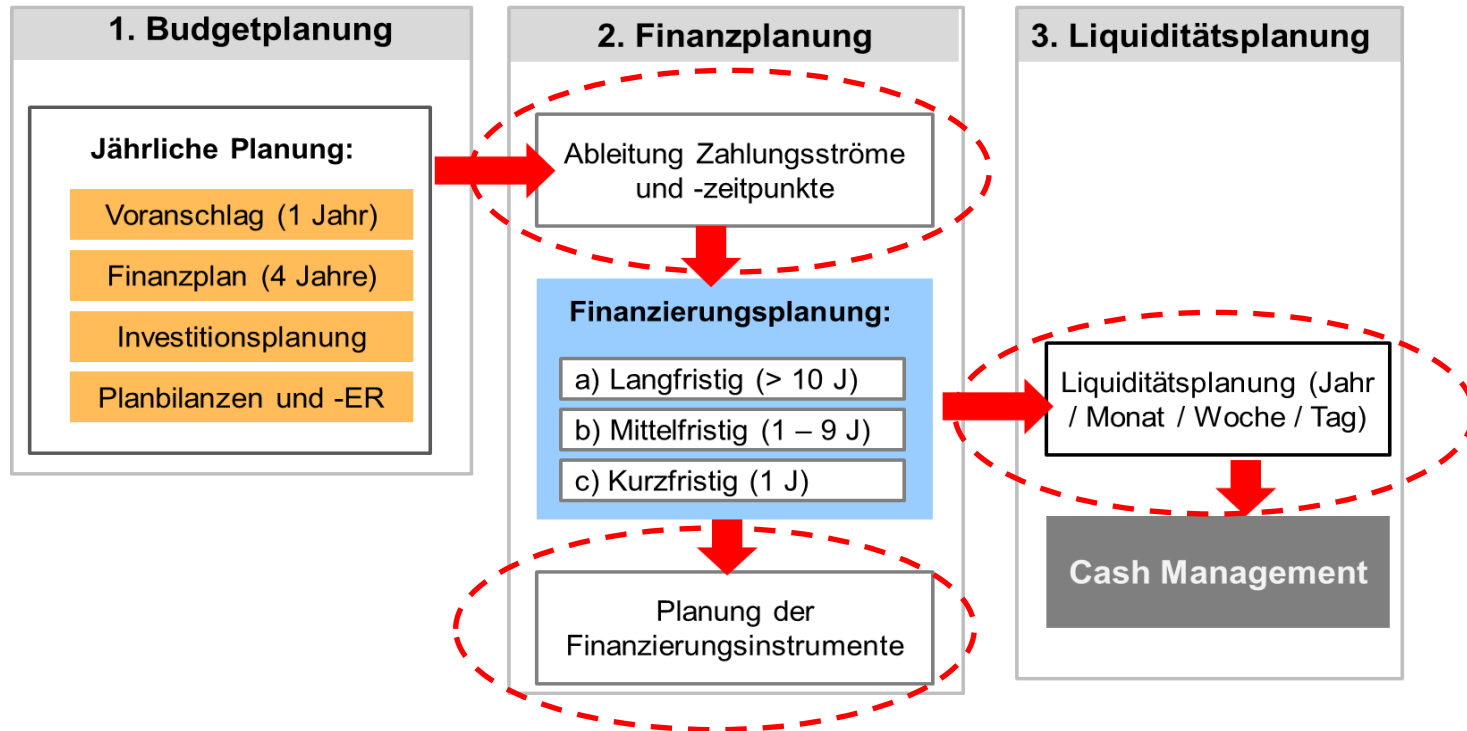 1. Budgetplanung
Jährliche Planung:
Voranschlag (1 Jahr)
Finanzplan (4 Jahre)
Investitionsplanung
Planbilanzen und -ER
2. Finanzplanung
Ableitung Zahlungsströme
und -zeitpunkte
Finanzierungsplanung:
a) Langfristig (> 10 J)
b) Mittelfristig (1 – 9 J)
c) Kurzfristig (1 J)
Planung der
Finanzierungsinstrumente
3. Liquiditätsplanung
Liquiditätsplanung (Jahr
/ Monat / Woche / Tag)
Cash Management